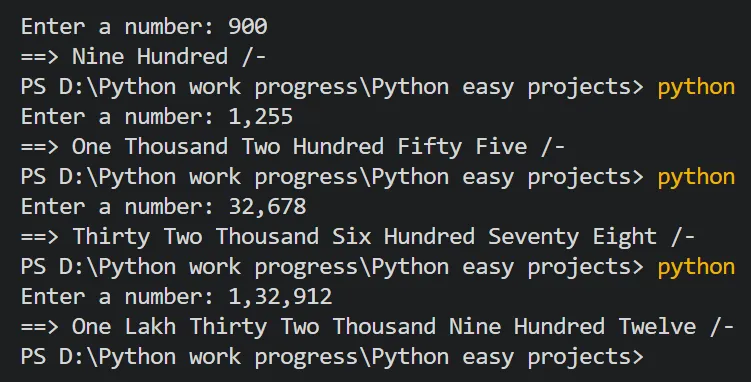 Enter a number: 900
==> Nine Hundred /-
PS D:\Python work progress\Python easy projects> python
Enter a number: 1,255
==> One Thousand Two Hundred Fifty Five /-
PS D:\Python work progress\Python easy projects> python
Enter a number: 32,678
==> Thirty Two Thousand Six Hundred Seventy Eight /-
PS D:\Python work progress\Python easy projects> python
Enter a number: 1,32,912
==> One Lakh Thirty Two Thousand Nine Hundred Twelve /-
PS D:\Python work progress\Python easy projects>